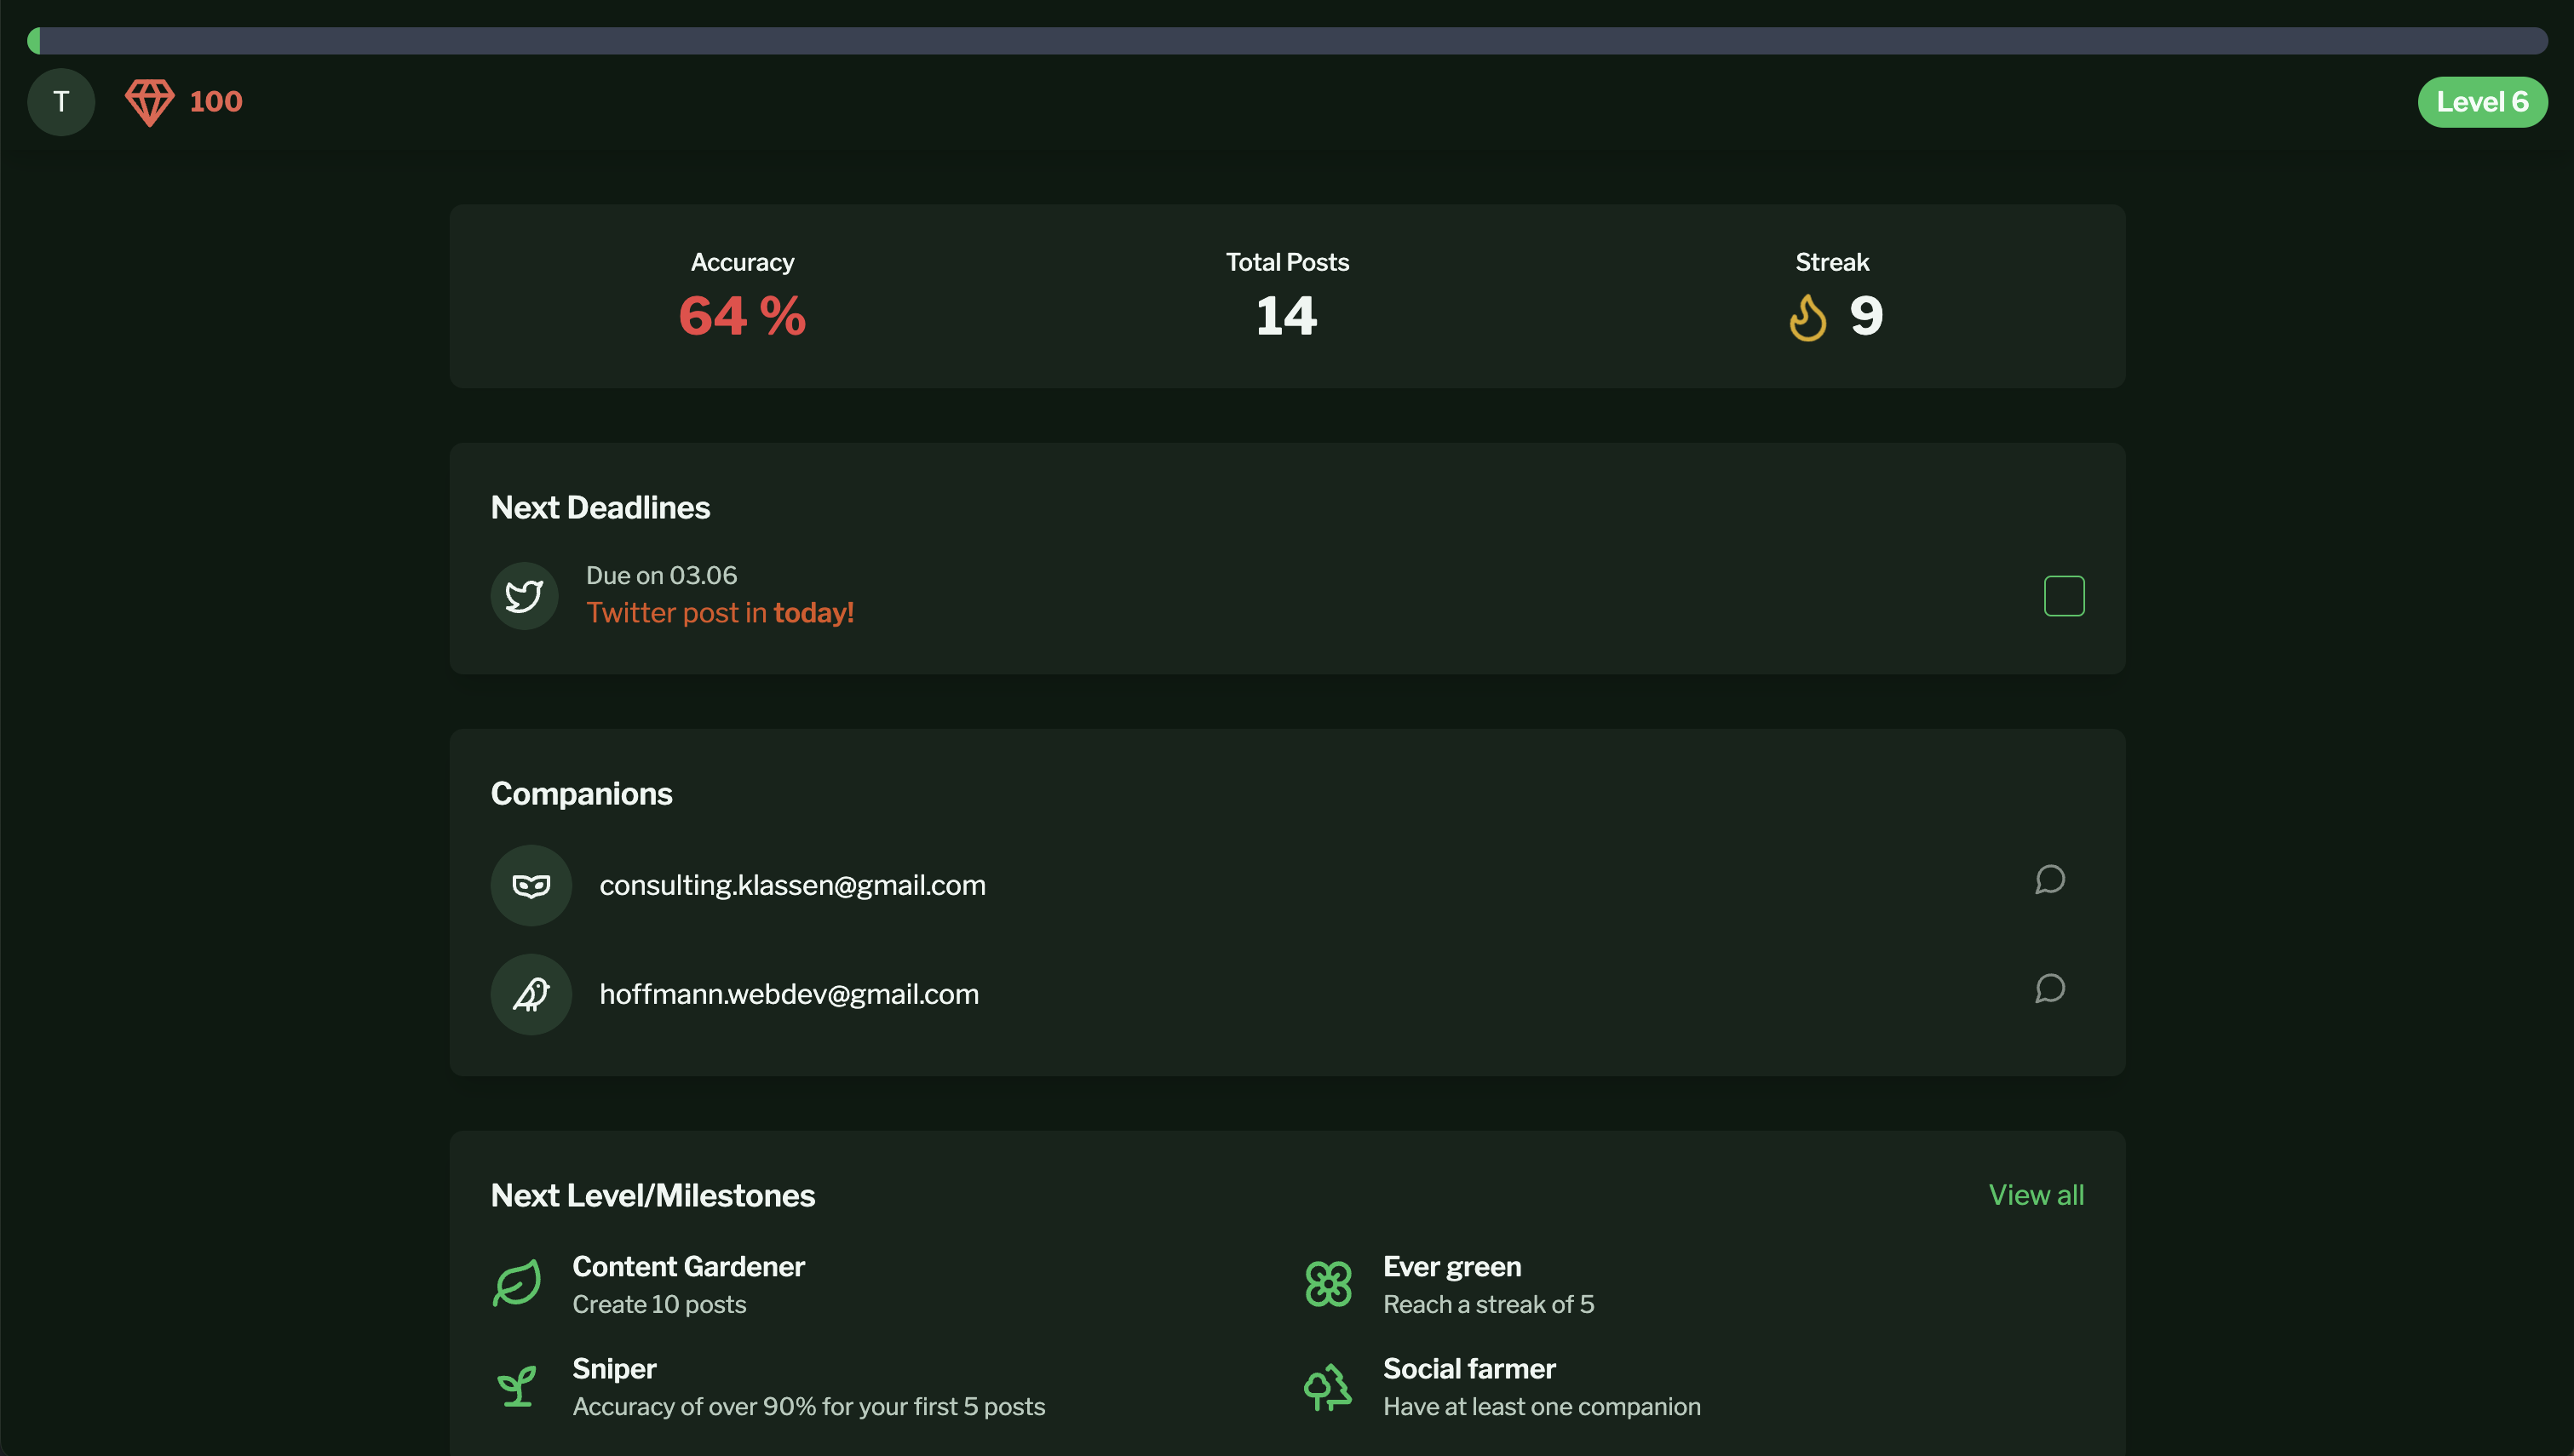 T
100
Level 6
Accuracy
64 %
Total Posts
14
Streak
9
Next Deadlines
Due on 03.06
Twitter post in today!
Companions
consulting.klassen@gmail.com
hoffmann.webdev@gmail.com
Next Level/Milestones
View all
Content Gardener
Create 10 posts
Ever green
Reach a streak of 5
Sniper
Accuracy of over 90% for your first 5 posts
Social farmer
Have at least one companion